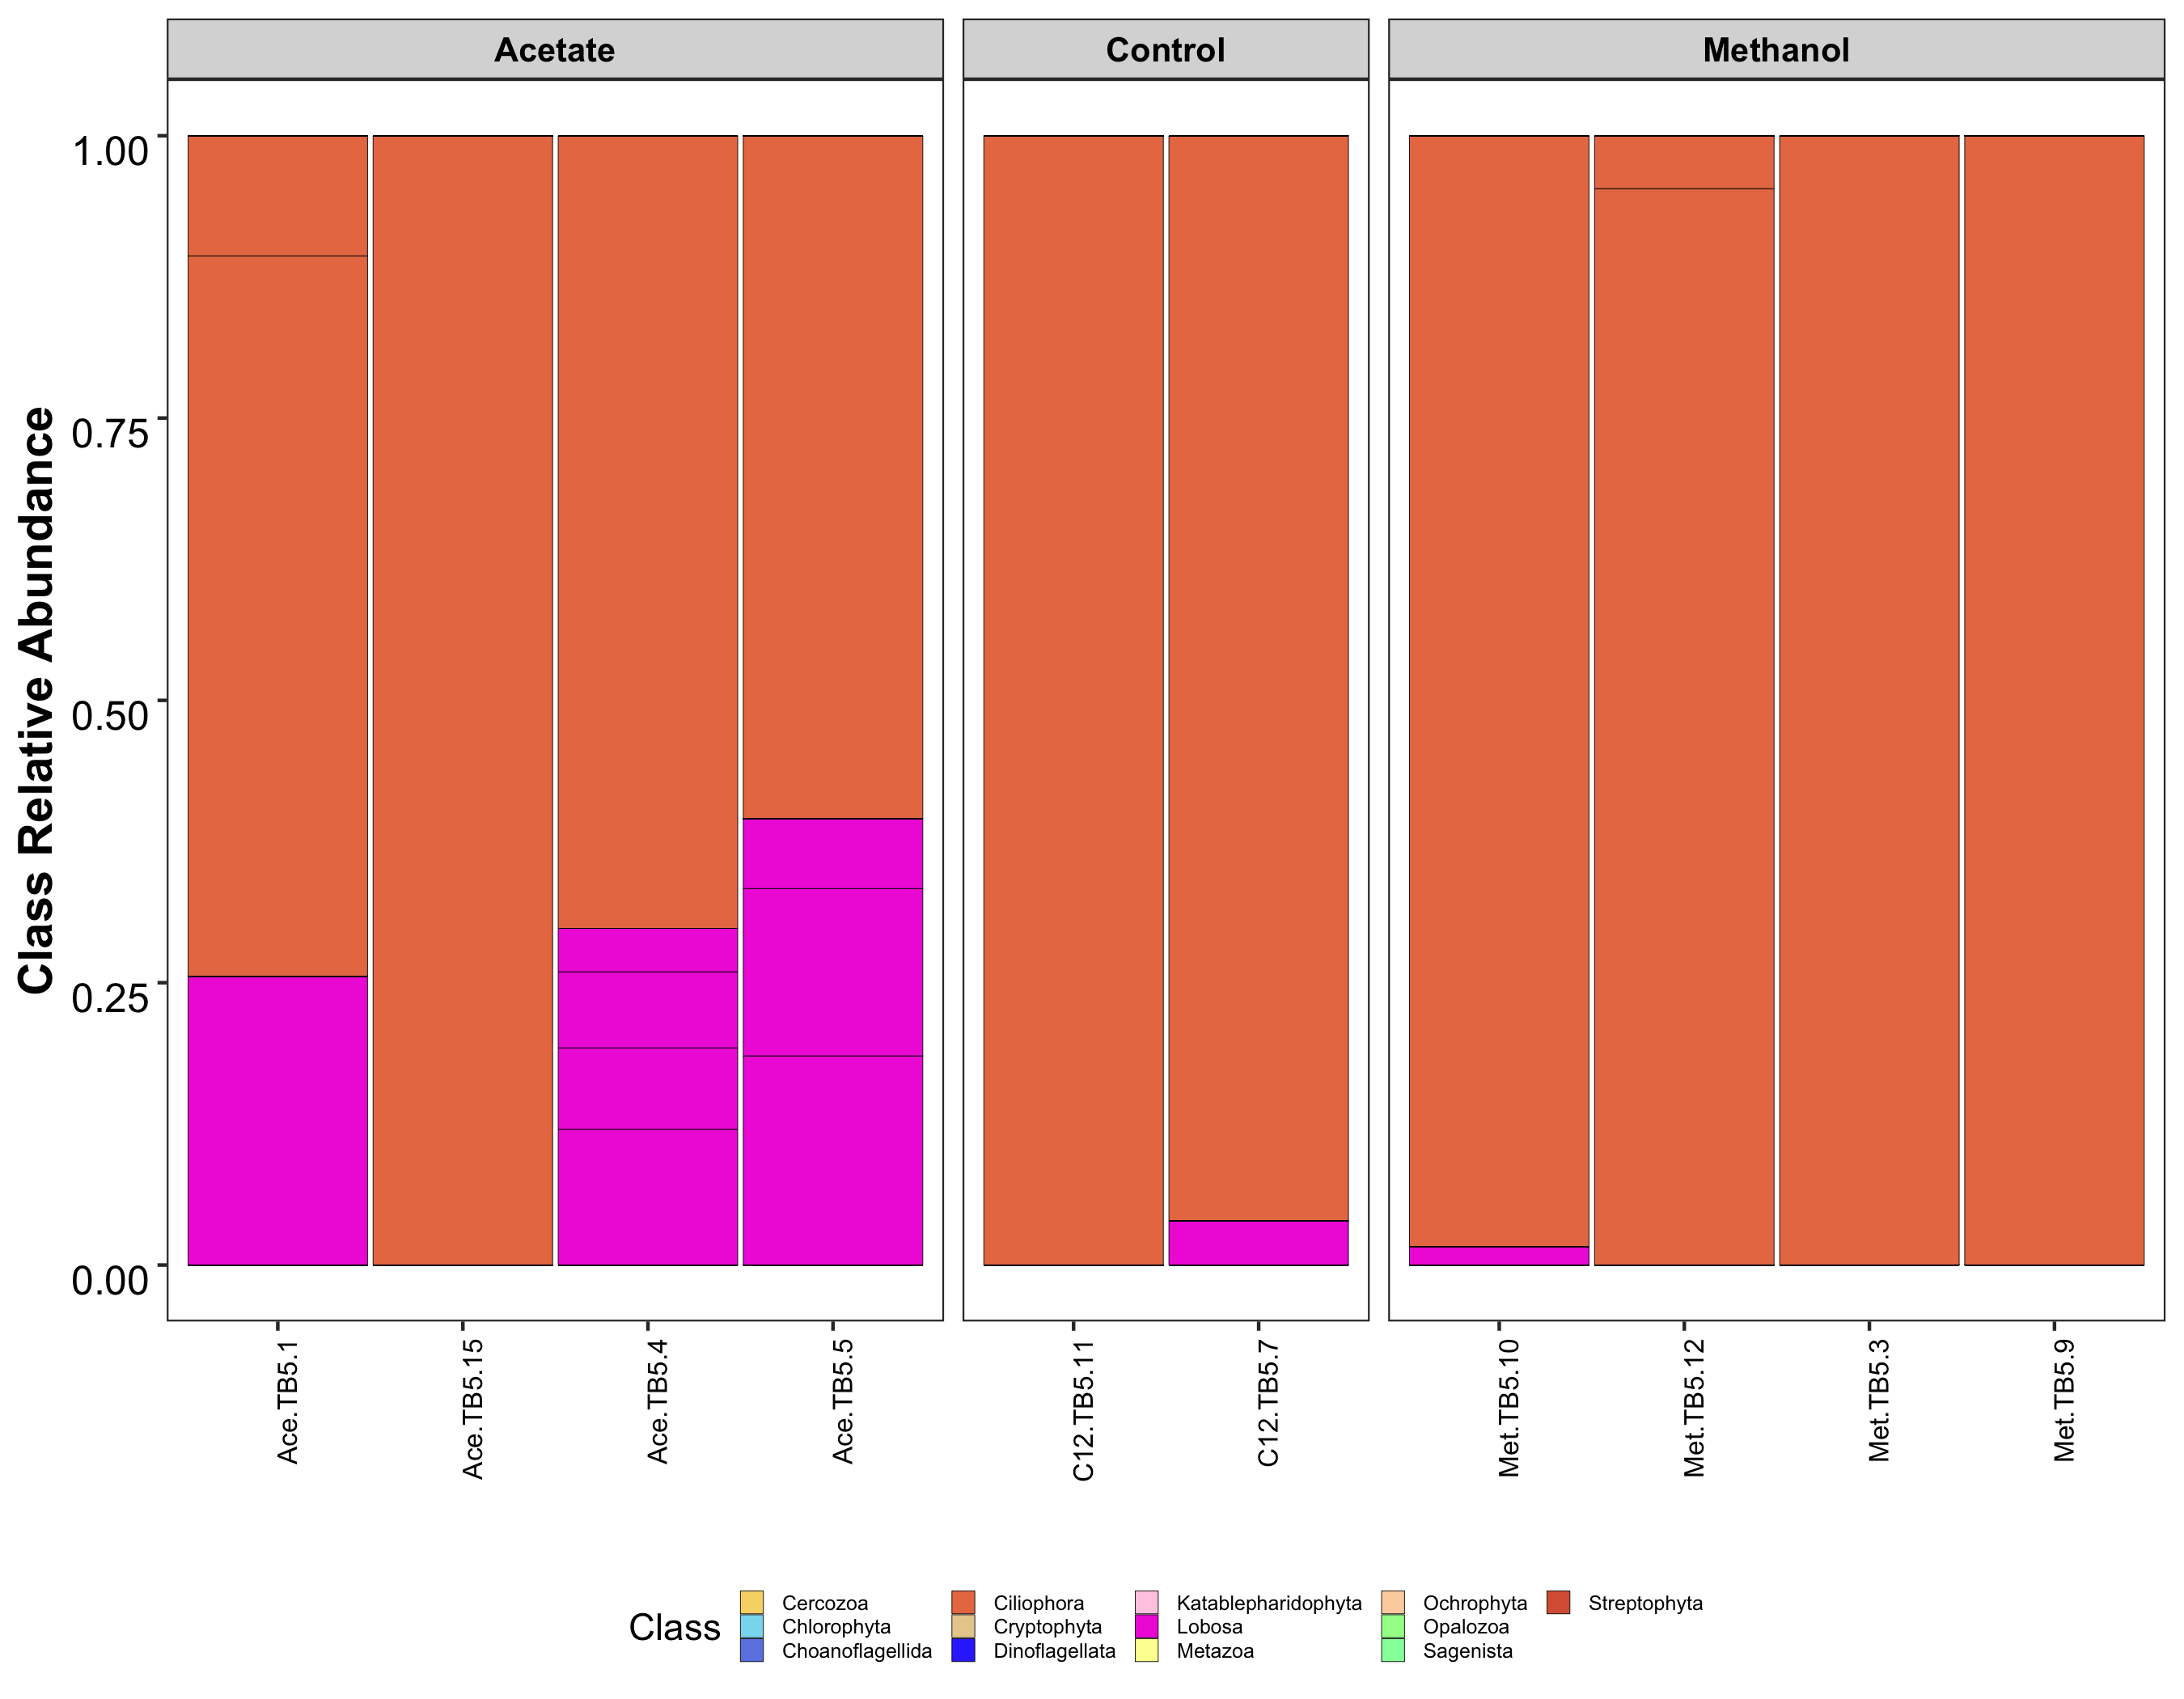 Acetate
Control
Methanol
Class Relative Abundance
1.00
0.75
0.50
0.25
0.00
Ace.TB5.1
Ace.TB5.15
Ace.TB5.4
Ace.TB5.5
C12.TB5.11
C12.TB5.7
Met.TB5.10
Met.TB5.12
Met.TB5.3
Met.TB5.9
Class
Cercozoa
Chlorophyta
Choanoflagellida
Ciliophora
Cryptophyta
Dinoflagellata
Katablepharidophyta
Lobosa
Metazoa
Ochrophyta
Opalozoa
Sagenista
Streptophyta